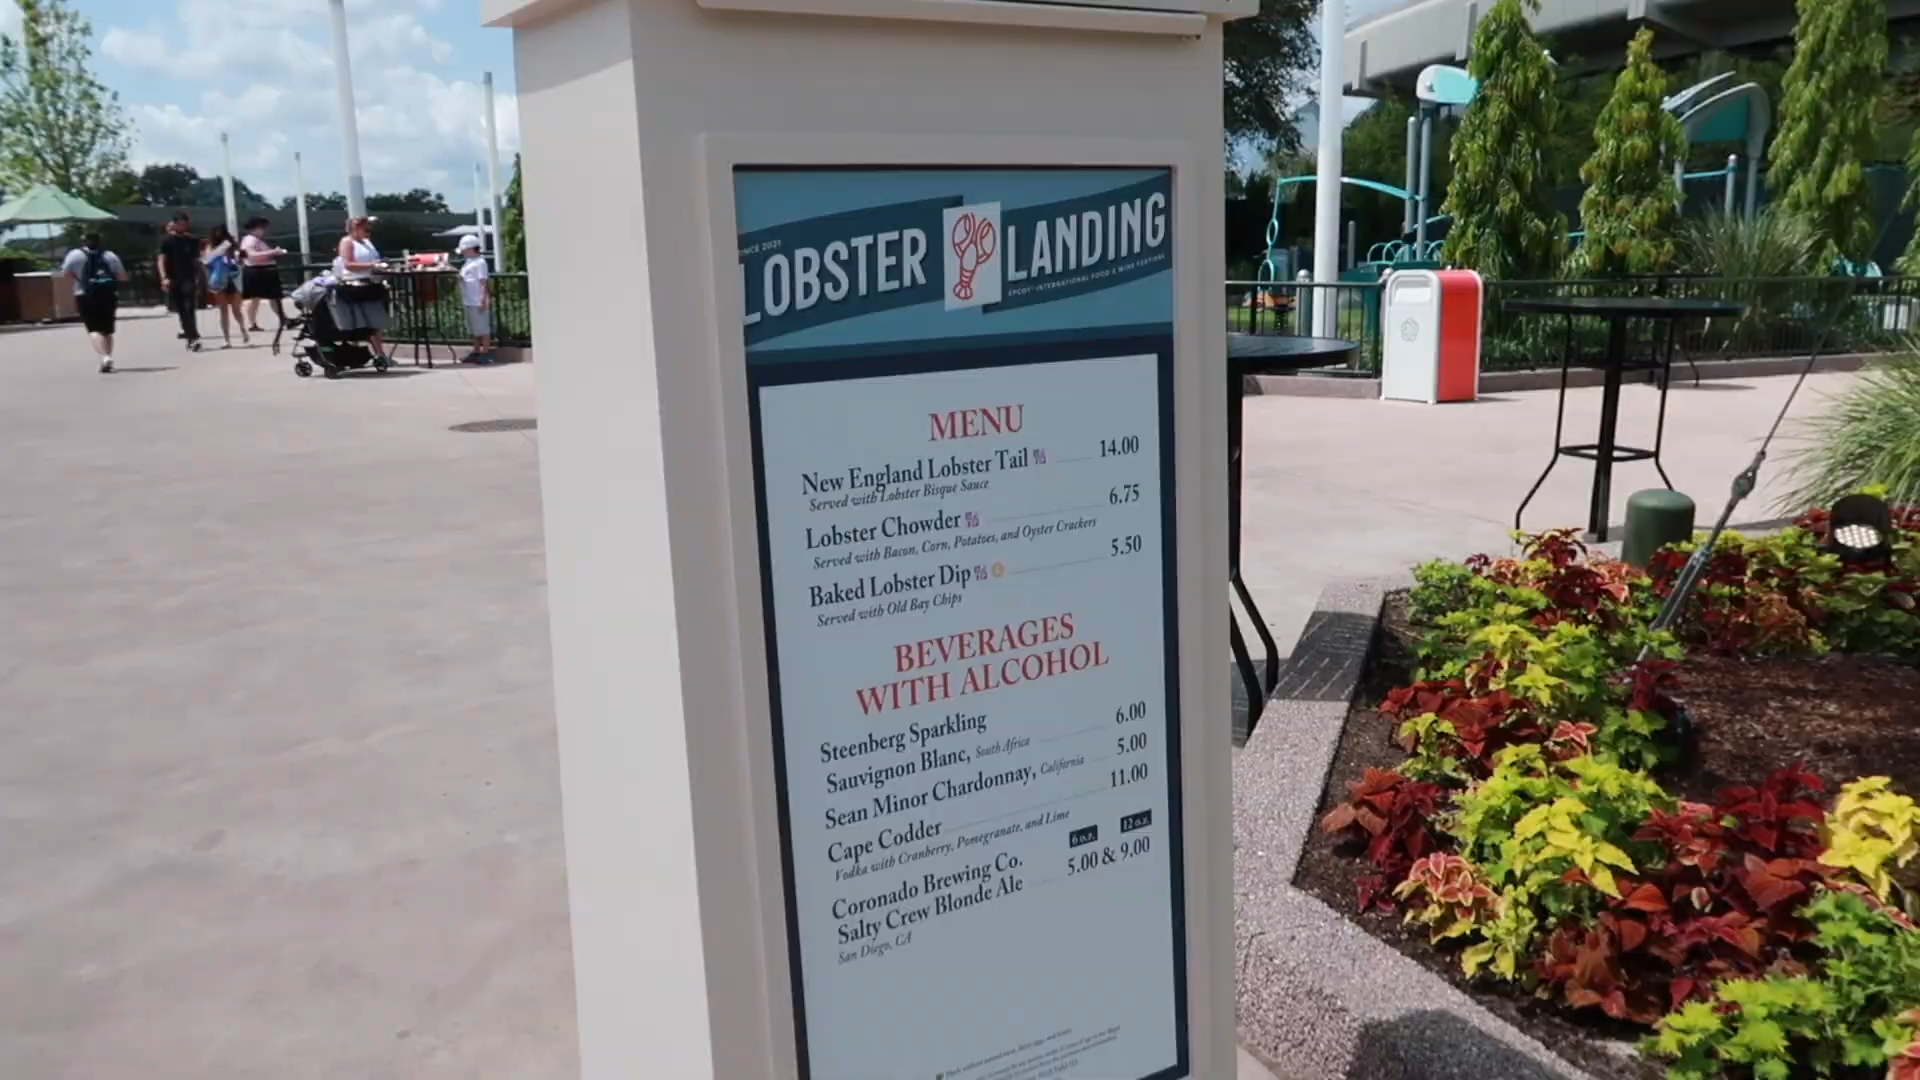 SINCE 2021
LOBSTER LANDING
EPCOT INTERNATIONAL FOOD & WINE FESTIVAL
MENU
New England Lobster Tail 14.00
Served with Lobster Bisque Sauce
Lobster Chowder 6.75
Served with Bacon, Corn, Potatoes, and Oyster Crackers
Baked Lobster Dip 5.50
Served with Old Bay Chips
BEVERAGES
WITH ALCOHOL
Steenberg Sparkling
Sauvignon Blanc, South Africa 6.00
Sean Minor Chardonnay, California 5.00
Cape Codder 11.00
Vodka with Cranberry, Pomegranate, and Lime
6 oz. 12 oz.
Coronado Brewing Co.
Salty Crew Blonde Ale 5.00 & 9.00
San Diego, CA